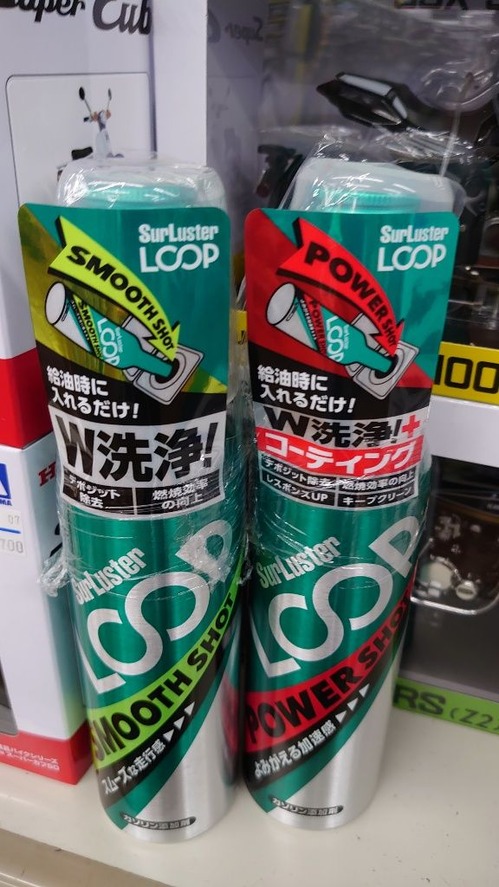 Super Cub
SurLuster
LOOP
SMOOTH SHOT
給油時に
入れるだけ!
W洗浄!
デポジット
除去
燃焼効率
の向上
SurLuster
LOOP
SMOOTH SHOT
スムーズな走行感
ガソリン添加剤
SurLuster
LOOP
POWER SHOT
給油時に
入れるだけ!
W洗浄!+
コーティング
デポジット除去
燃焼効率の向上
レスポンスUP
キープクリーン
SurLuster
LOOP
POWER SHOT
よみがえる加速感
ガソリン添加剤
100
RS(Z2